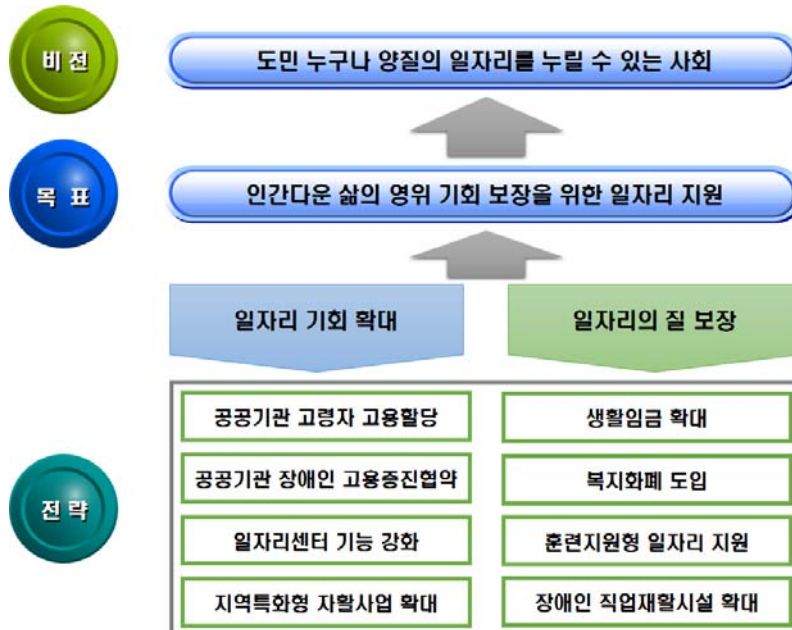 비 전
도민 누구나 양질의 일자리를 누릴 수 있는 사회
목 표
인간다운 삶의 영위 기회 보장을 위한 일자리 지원
일자리 기회 확대
일자리의 질 보장
전 략
공공기관 고령자 고용할당
생활임금 확대
공공기관 장애인 고용증진협약
복지화폐 도입
일자리센터 기능 강화
훈련지원형 일자리 지원
지역특화형 자활사업 확대
장애인 직업재활시설 확대